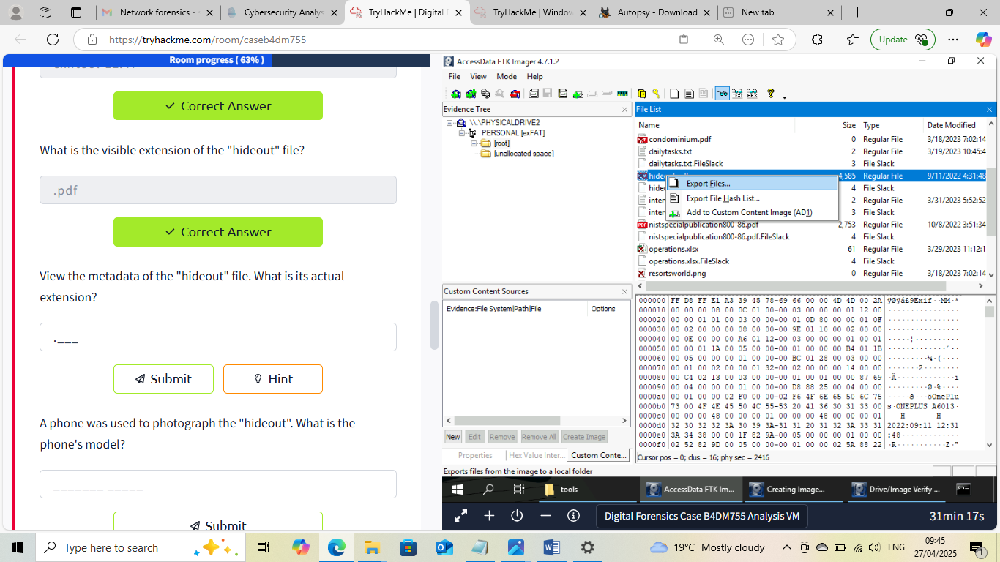 Network forensics -
Cybersecurity Analys
TryHackMe | Digital F
TryHackMe | Window
Autopsy - Download
New tab
https://tryhackme.com/room/caseb4dm755
Update
Room progress ( 63% )
Correct Answer
What is the visible extension of the "hideout" file?
.pdf
Correct Answer
View the metadata of the "hideout" file. What is its actual
extension?
.___
Submit
Hint
A phone was used to photograph the "hideout". What is the
phone's model?
_______ _____
Submit
AccessData FTK Imager 4.7.1.2
File View Mode Help
Evidence Tree
\\.\PHYSICALDRIVE2
PERSONAL [exFAT]
[root]
[unallocated space]
Custom Content Sources
Evidence:File System|Path|File Options
New Edit Remove Remove All Create Image
Properties Hex Value Inter... Custom Conte...
File List
Name Size Type Date Modified
condominium.pdf 0 Regular File 3/18/2023 7:02:14
dailytasks.txt 2 Regular File 3/19/2023 10:45:4
dailytasks.txt.FileSlack 3 File Slack
4,585 Regular File 9/11/2022 4:31:48
hideo 4 File Slack
interv 2 Regular File 3/31/2023 5:52:52
interv 3 File Slack
nistspecialpublication800-86.pdf 2,753 Regular File 10/8/2022 3:51:34
nistspecialpublication800-86.pdf.FileSlack 4 File Slack
operations.xlsx 61 Regular File 3/29/2023 11:12:1
operations.xlsx.FileSlack 4 File Slack
resortsworld.png 0 Regular File 3/18/2023 7:02:14
Export Files...
Export File Hash List...
Add to Custom Content Image (AD1)
000000 FF D8 FF E1 A3 39 45 78-69 66 00 00 4D 4D 00 2A ÿØÿá£9Exif··MM·*
000010 00 00 00 08 00 0C 01 00-00 03 00 00 00 01 12 00
000020 00 00 01 01 00 03 00 00-00 01 0D 80 00 00 01 0F
000030 00 02 00 00 00 08 00 00-00 9E 01 10 00 02 00 00
000040 00 0E 00 00 00 A6 01 12-00 03 00 00 00 01 00 01
000050 00 00 01 1A 00 05 00 00-00 01 00 00 00 B4 01 1B
000060 00 05 00 00 00 01 00 00-00 BC 01 28 00 03 00 00
000070 00 01 00 02 00 00 01 32-00 02 00 00 00 14 00 00
000080 00 C4 02 13 00 03 00 00-00 01 00 01 00 00 87 69
000090 00 04 00 00 00 01 00 00-00 D8 88 25 00 04 00 00
0000a0 00 01 00 00 02 F0 00 00-02 F6 4F 6E 65 50 6C 75 ·····ð···öOnePlu
0000b0 73 00 4F 4E 45 50 4C 55-53 20 41 36 30 31 33 00 s·ONEPLUS A6013·
0000c0 00 00 00 48 00 00 00 01-00 00 00 48 00 00 00 01 ···H·······H····
0000d0 32 30 32 32 3A 30 39 3A-31 31 20 31 32 3A 33 31 2022:09:11 12:31
0000e0 3A 34 38 00 00 1F 82 9A-00 05 00 00 00 01 00 00 :48·
0000f0 02 52 82 9D 00 05 00 00-00 01 00 00 02 5A 88 22 ·R···········Z·"
Cursor pos = 0; clus = 16; phy sec = 2416
Exports files from the image to a local folder
tools
AccessData FTK Im...
Creating Image...
Drive/Image Verify ...
Digital Forensics Case B4DM755 Analysis VM
31min 17s
Type here to search
19°C Mostly cloudy
ENG
09:45
27/04/2025
1